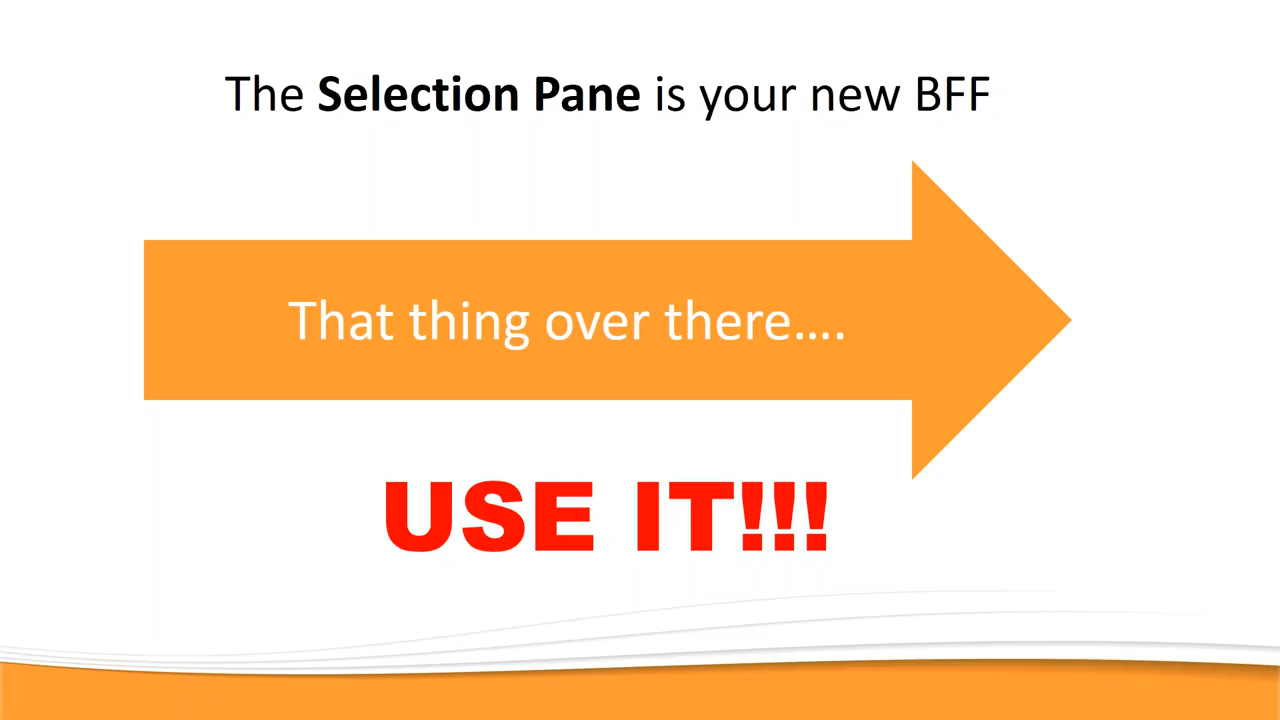 The Selection Pane is your new BFF
That thing over there….
USE IT!!!